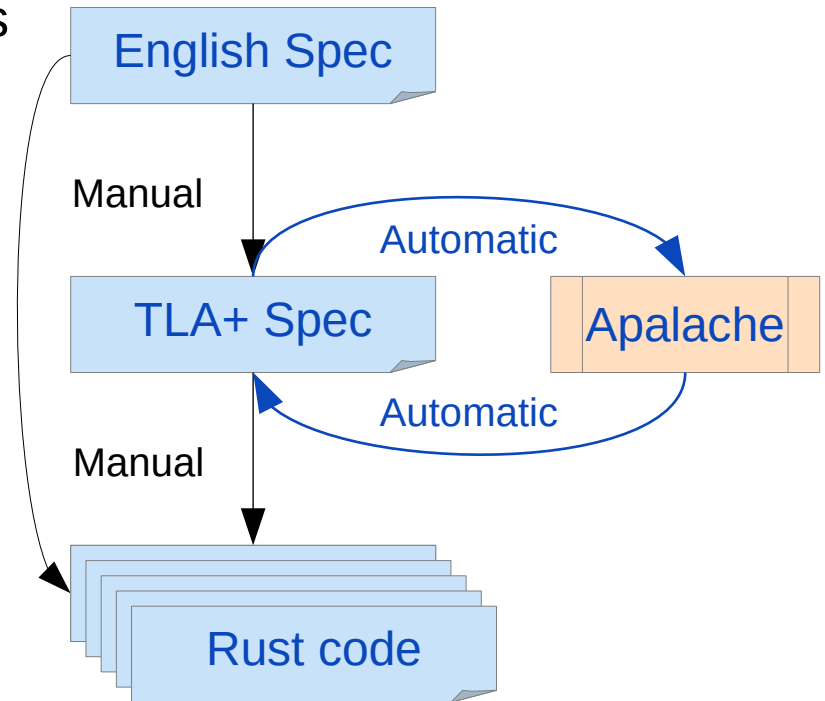 s
English Spec
Manual
Automatic
TLA+ Spec
Apalache
Automatic
Manual
Rust code